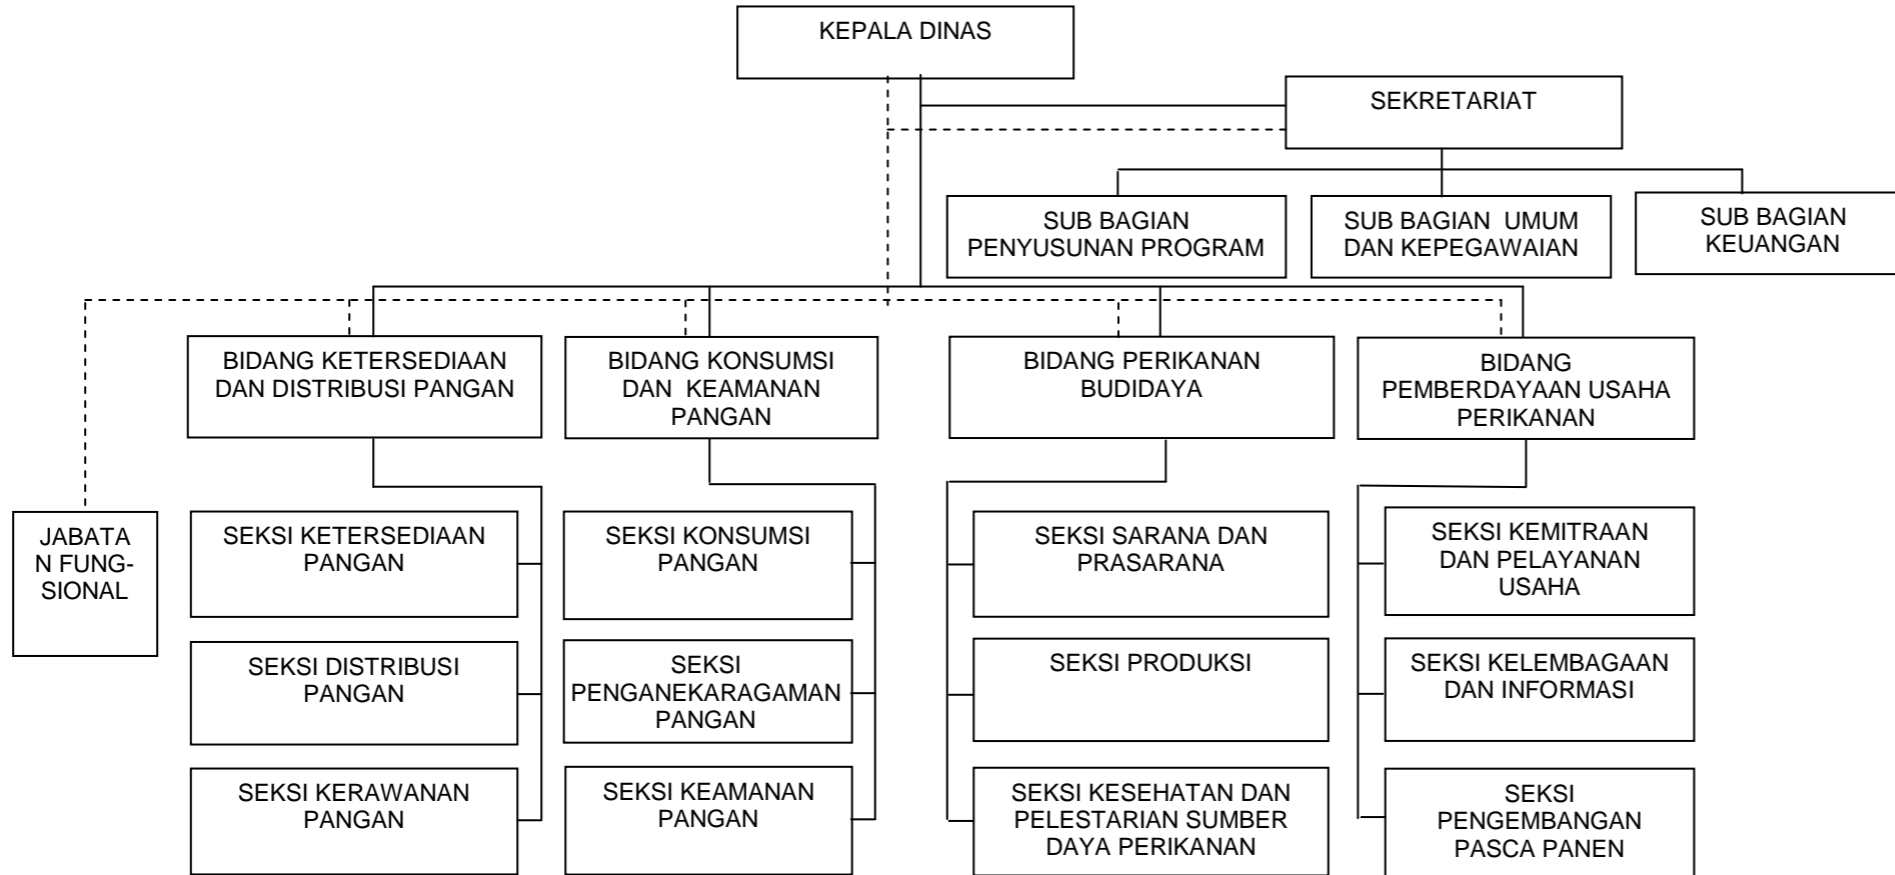 KEPALA DINAS
SEKRETARIAT
SUB BAGIAN
PENYUSUNAN PROGRAM
SUB BAGIAN  UMUM
DAN KEPEGAWAIAN
SUB BAGIAN
KEUANGAN
BIDANG KETERSEDIAAN
DAN DISTRIBUSI PANGAN
BIDANG KONSUMSI
DAN  KEAMANAN
PANGAN
BIDANG PERIKANAN
BUDIDAYA
BIDANG
PEMBERDAYAAN USAHA
PERIKANAN
JABATA
N FUNG-
SIONAL
SEKSI KETERSEDIAAN
PANGAN
SEKSI KONSUMSI
PANGAN
SEKSI SARANA DAN
PRASARANA
SEKSI KEMITRAAN
DAN PELAYANAN
USAHA
SEKSI DISTRIBUSI
PANGAN
SEKSI
PENGANEKARAGAMAN
PANGAN
SEKSI PRODUKSI
SEKSI KELEMBAGAAN
DAN INFORMASI
SEKSI KERAWANAN
PANGAN
SEKSI KEAMANAN
PANGAN
SEKSI KESEHATAN DAN
PELESTARIAN SUMBER
DAYA PERIKANAN
SEKSI
PENGEMBANGAN
PASCA PANEN